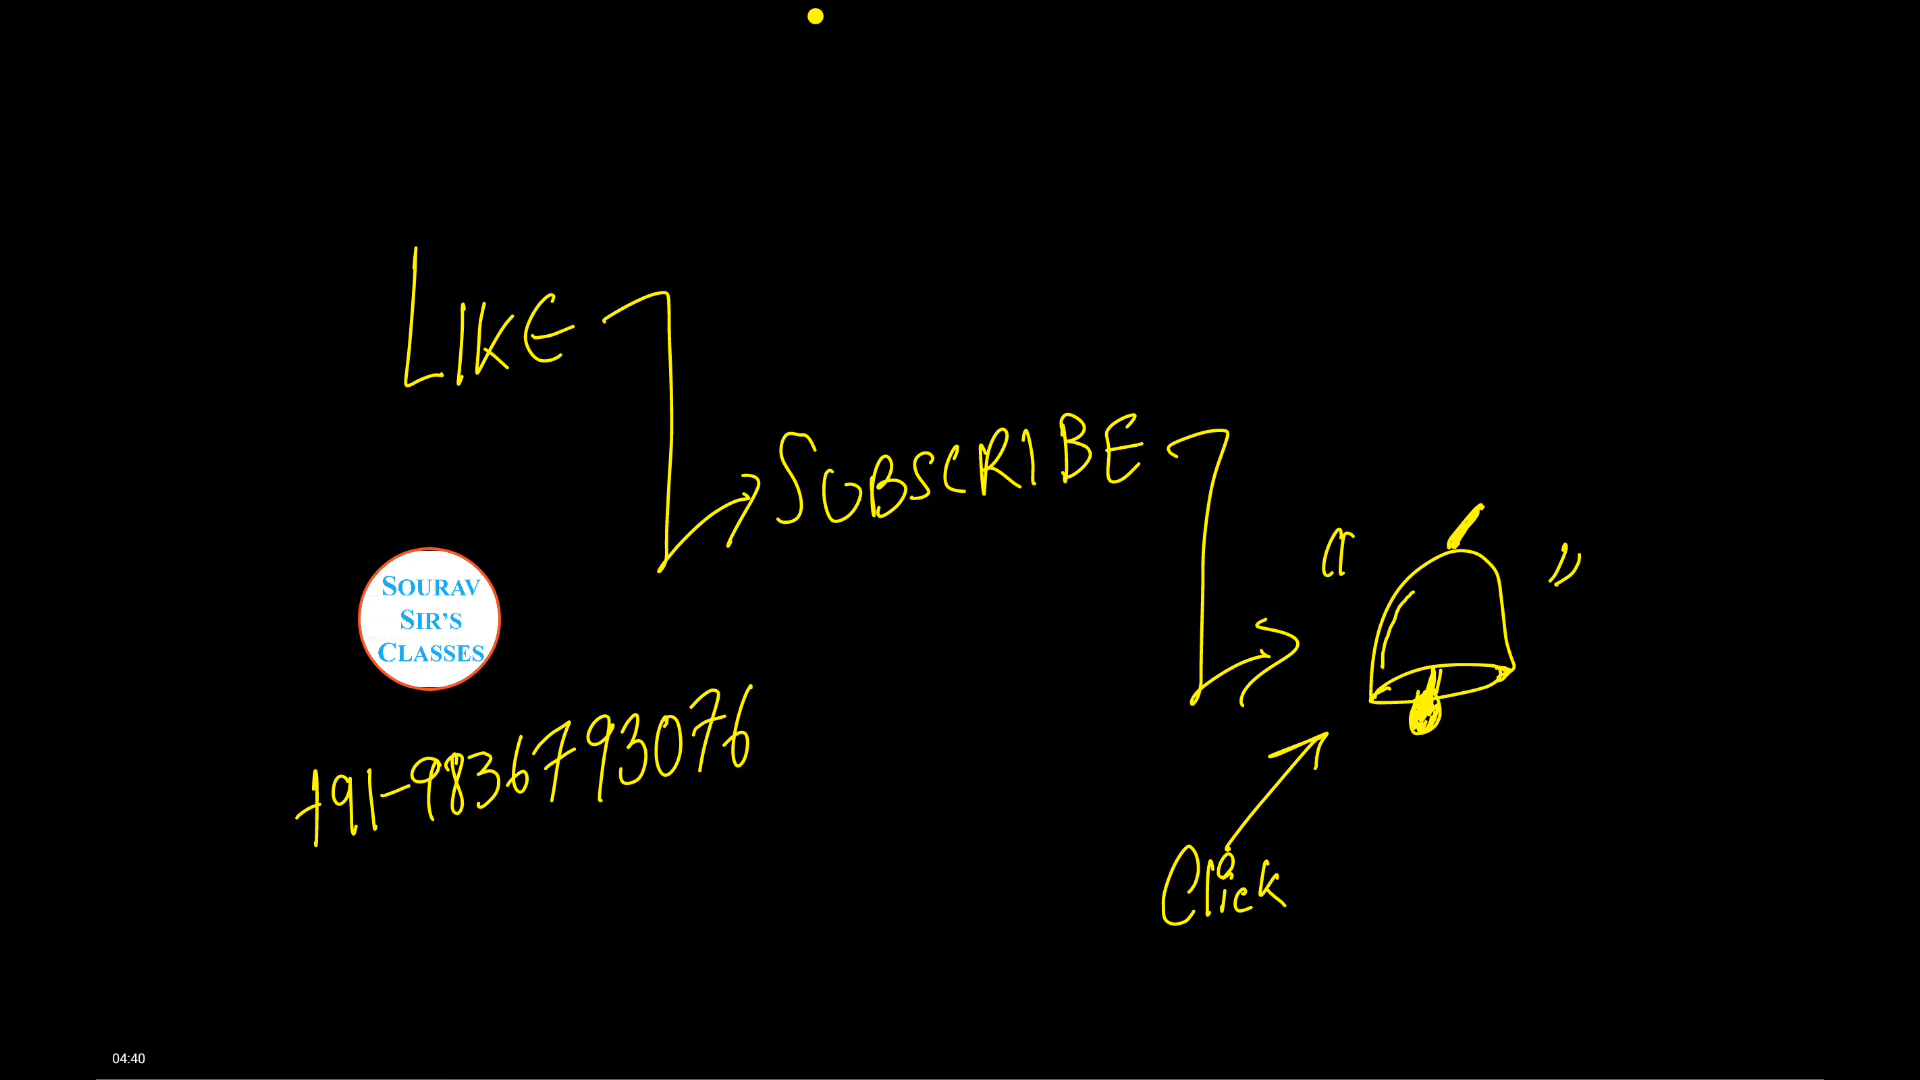 LIKE
SUBSCRIBE
“ ”
SOURAV
SIR’S
CLASSES
+91-9836793076
Click
04:40